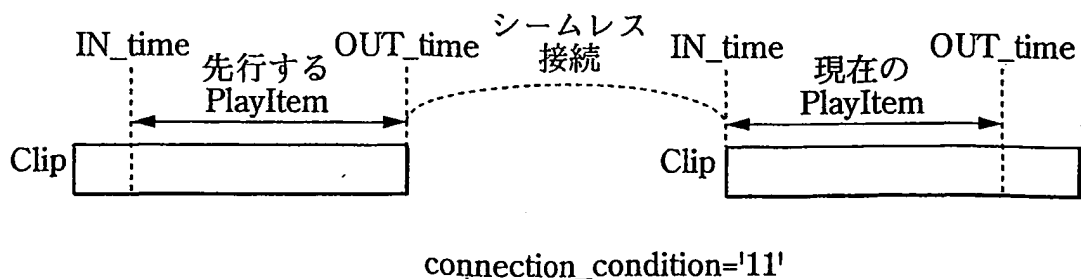 IN_time
OUT_time
先行する
PlayItem
シームレス
接続
IN_time
OUT_time
現在の
PlayItem
Clip
Clip
connection_condition='11'